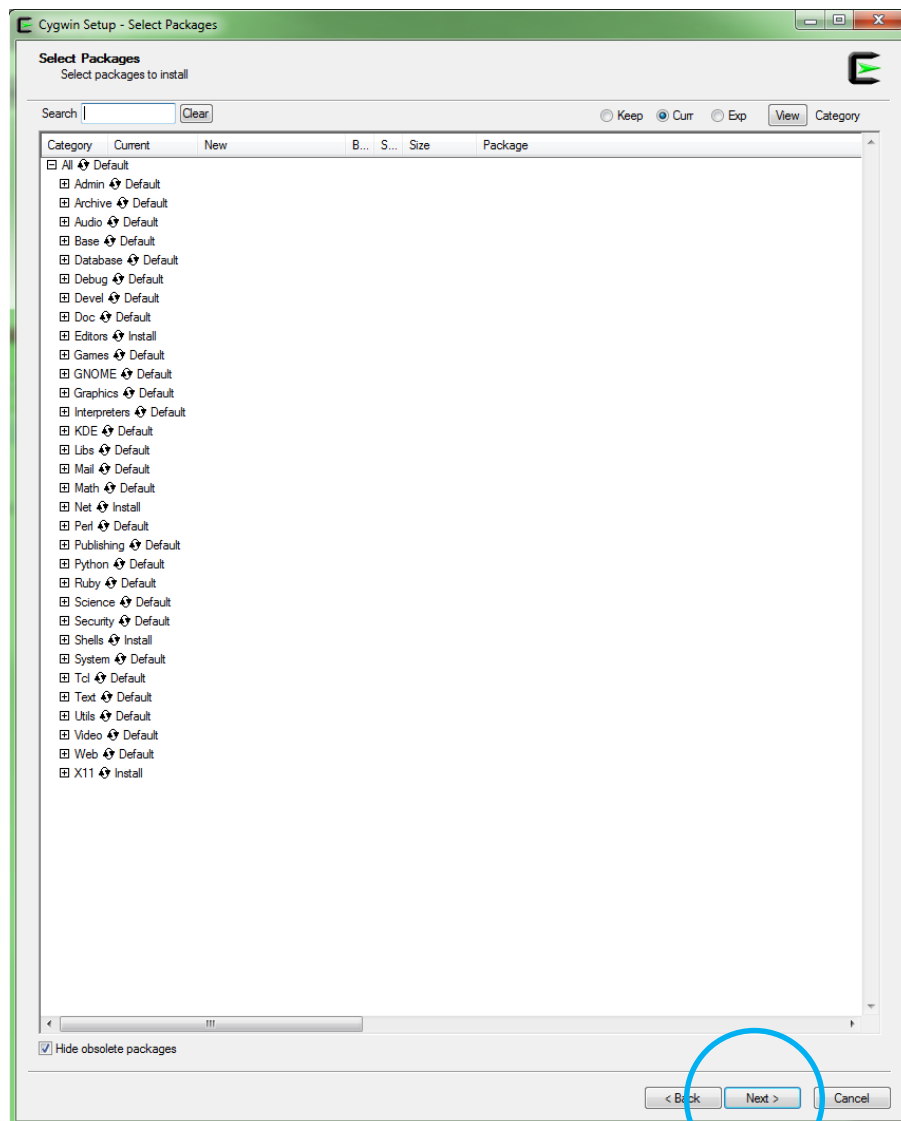 Cygwin Setup - Select Packages
Select Packages
Select packages to install
Search Clear Keep Curr Exp View Category
Category Current New B... S... Size Package
All Default
Admin Default
Archive Default
Audio Default
Base Default
Database Default
Debug Default
Devel Default
Doc Default
Editors Install
Games Default
GNOME Default
Graphics Default
Interpreters Default
KDE Default
Libs Default
Mail Default
Math Default
Net Install
Perl Default
Publishing Default
Python Default
Ruby Default
Science Default
Security Default
Shells Install
System Default
Tcl Default
Text Default
Utils Default
Video Default
Web Default
X11 Install
Hide obsolete packages
< Back Next > Cancel